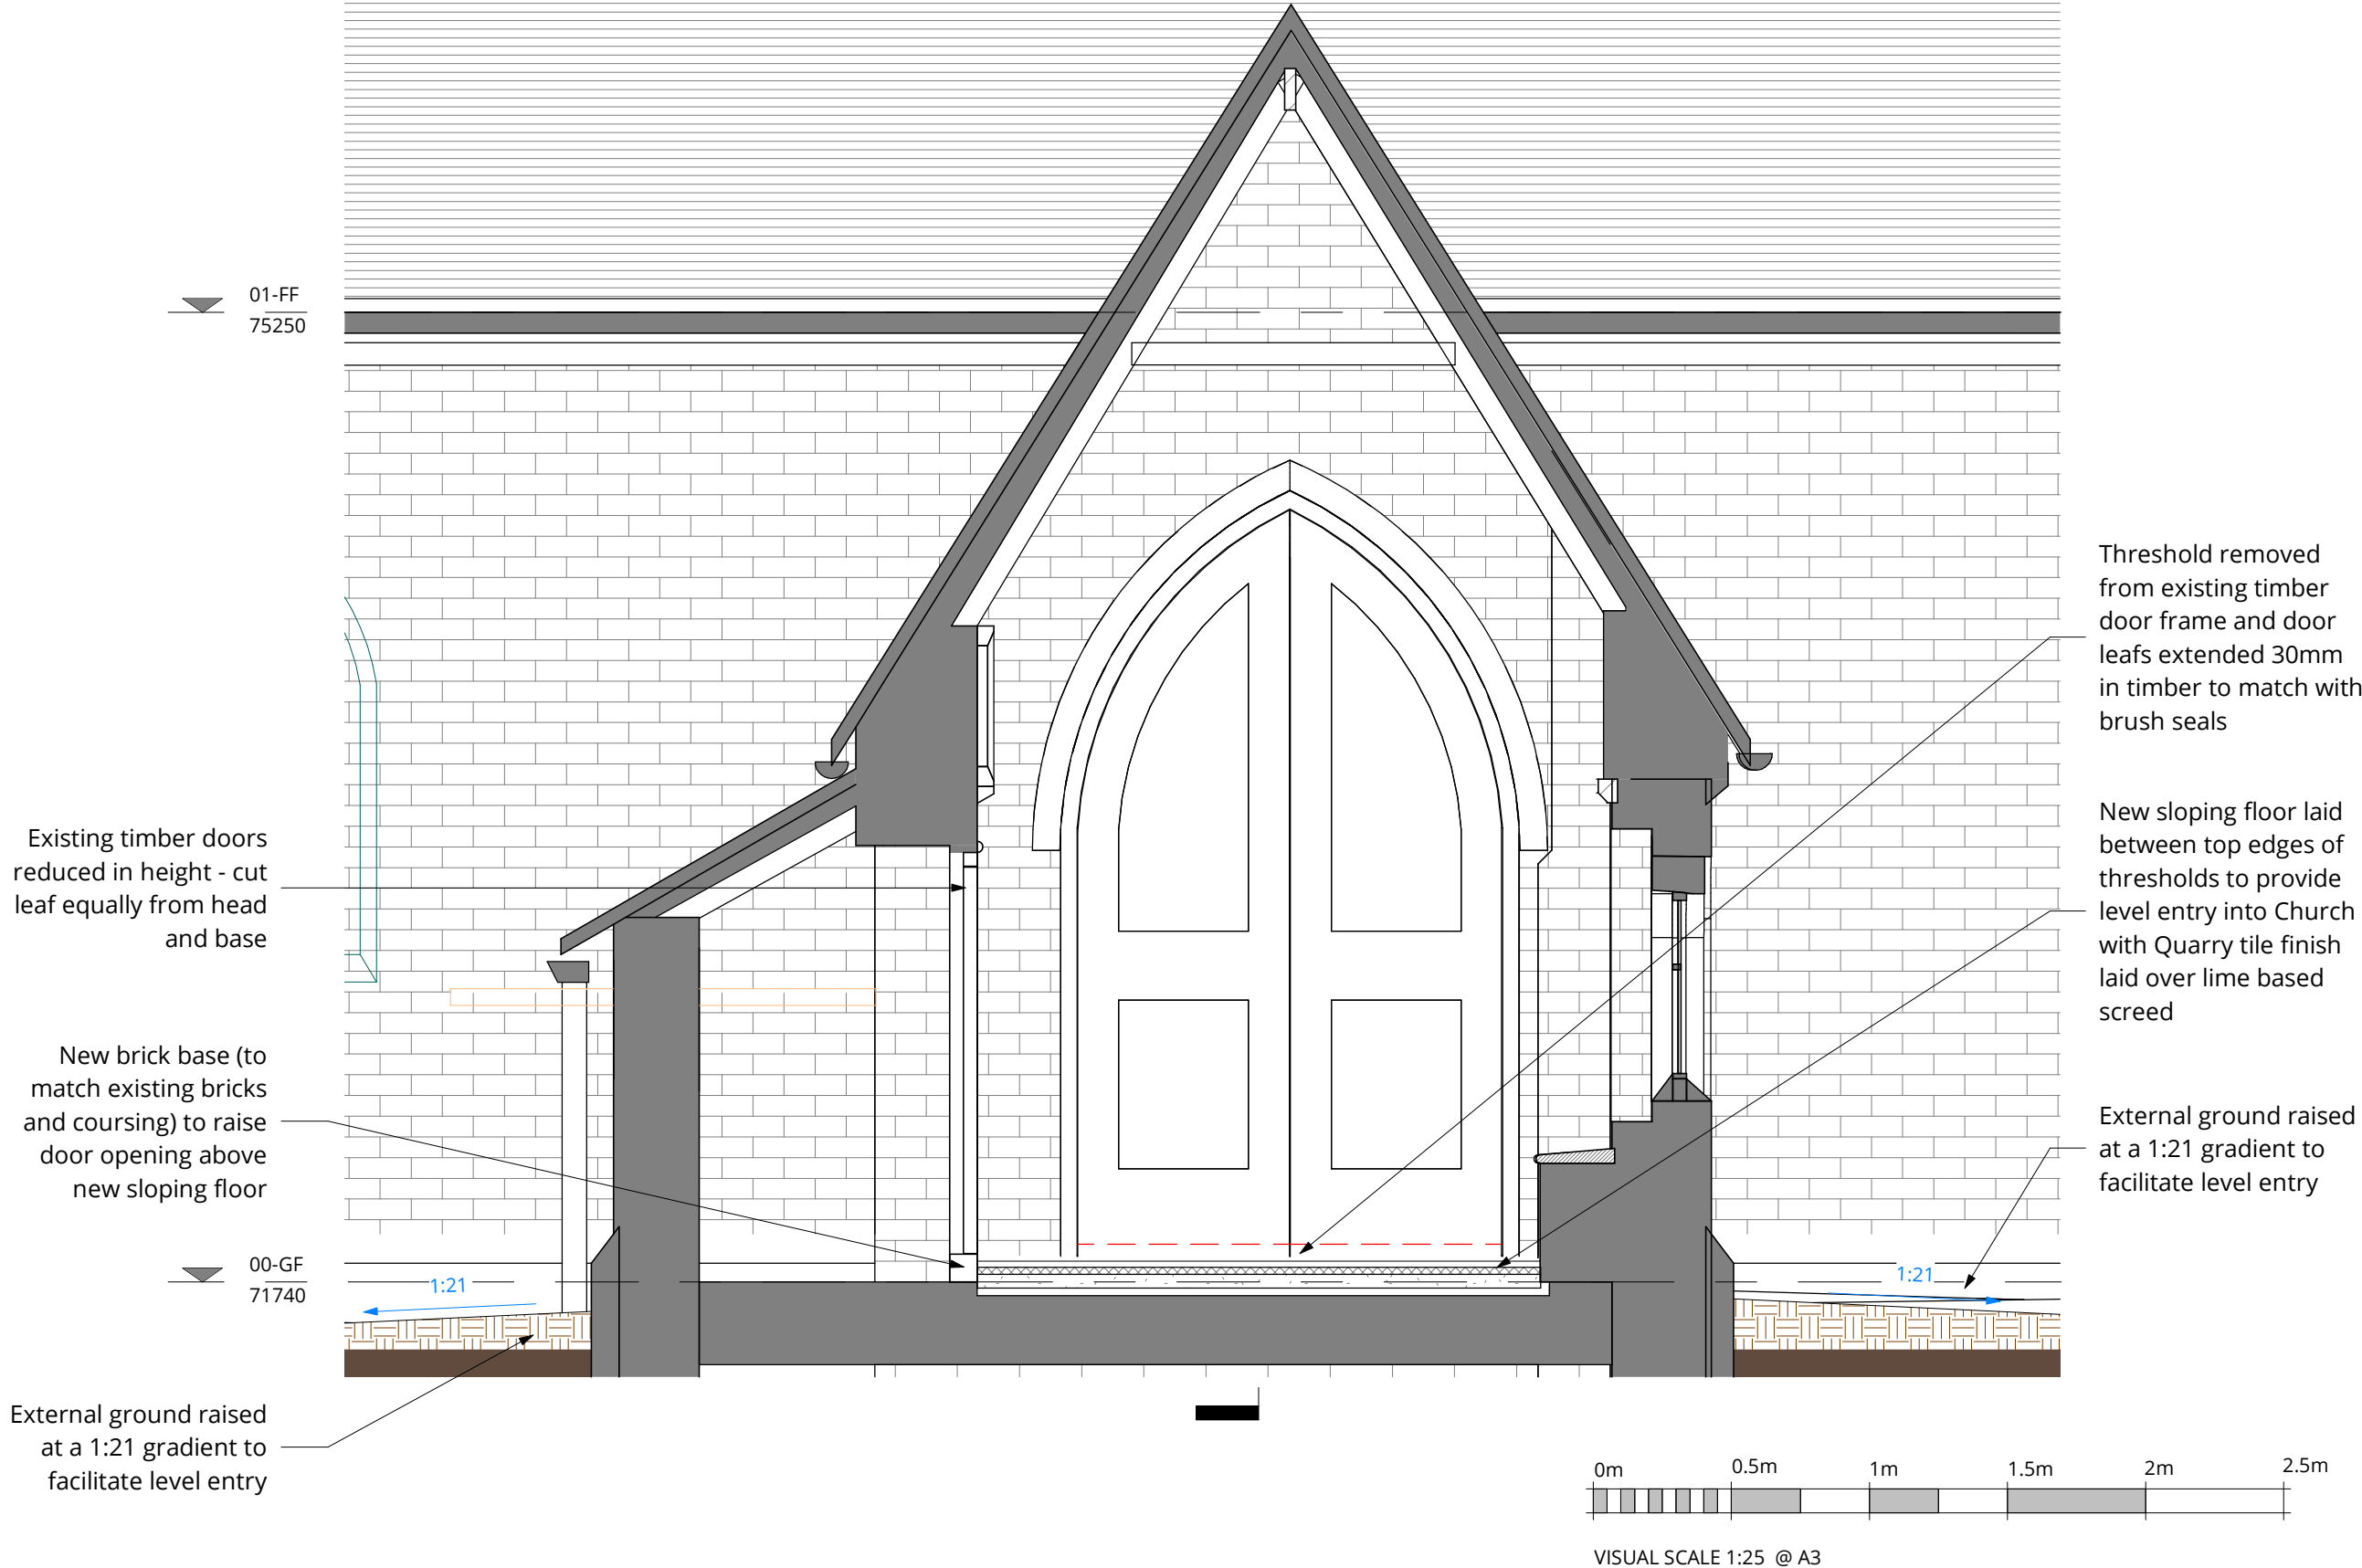 01-FF
75250
Existing timber doors
reduced in height - cut
leaf equally from head
and base
New brick base (to
match existing bricks
and coursing) to raise
door opening above
new sloping floor
00-GF
71740
1:21
External ground raised
at a 1:21 gradient to
facilitate level entry
Threshold removed
from existing timber
door frame and door
leafs extended 30mm
in timber to match with
brush seals
New sloping floor laid
between top edges of
thresholds to provide
level entry into Church
with Quarry tile finish
laid over lime based
screed
External ground raised
at a 1:21 gradient to
facilitate level entry
1:21
0m 0.5m 1m 1.5m 2m 2.5m
VISUAL SCALE 1:25 @ A3